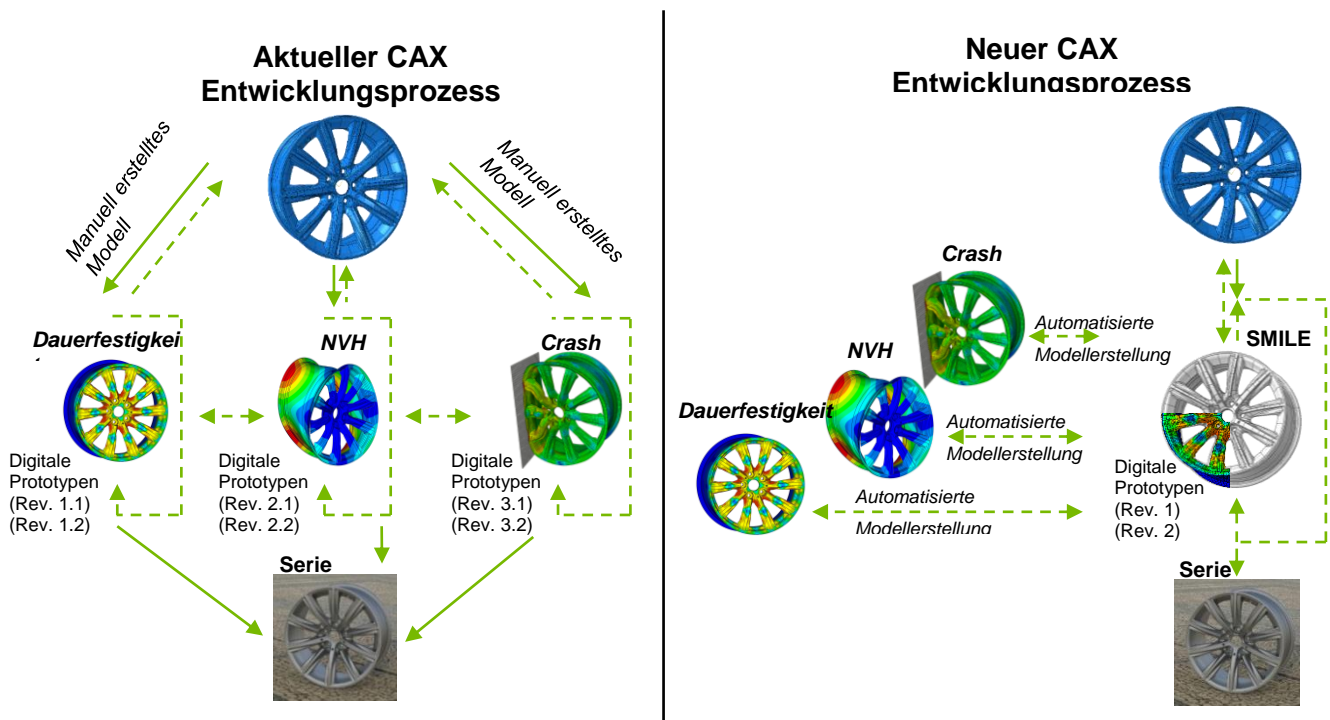 Aktueller CAX
Entwicklungsprozess
Manuell erstelltes
Modell
Manuell erstelltes
Modell
Dauerfestigkei
NVH
Crash
Digitale
Prototypen
(Rev. 1.1)
(Rev. 1.2)
Digitale
Prototypen
(Rev. 2.1)
(Rev. 2.2)
Digitale
Prototypen
(Rev. 3.1)
(Rev. 3.2)
Serie
Neuer CAX
Entwicklungsprozess
Crash
Automatisierte
Modellerstellung
SMILE
NVH
Dauerfestigkeit
Automatisierte
Modellerstellung
Automatisierte
Modellerstellung
Digitale
Prototypen
(Rev. 1)
(Rev. 2)
Serie